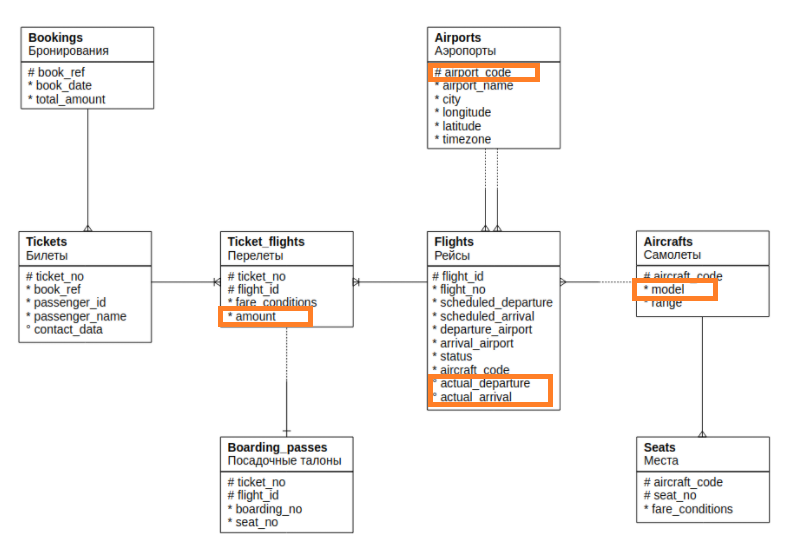 Bookings
Бронирования
# book_ref
* book_date
* total_amount
Airports
Аэропорты
# airport_code
* airport_name
* city
* longitude
* latitude
* timezone
Tickets
Билеты
# ticket_no
* book_ref
* passenger_id
* passenger_name
° contact_data
Ticket_flights
Перелеты
# ticket_no
# flight_id
* fare_conditions
* amount
Flights
Рейсы
# flight_id
* flight_no
* scheduled_departure
* scheduled_arrival
* departure_airport
* arrival_airport
* status
* aircraft_code
° actual_departure
° actual_arrival
Aircrafts
Самолеты
# aircraft_code
* model
* range
Boarding_passes
Посадочные талоны
# ticket_no
# flight_id
* boarding_no
* seat_no
Seats
Места
# aircraft_code
# seat_no
* fare_conditions